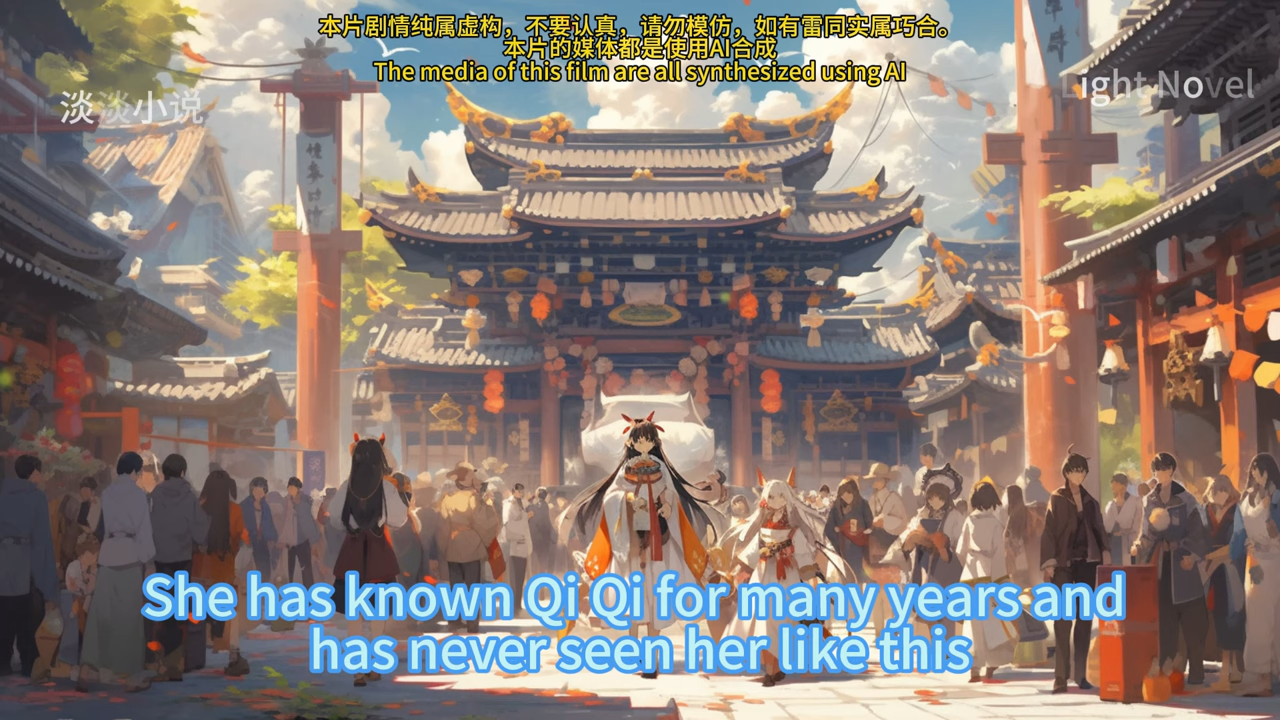 本片剧情纯属虚构，不要认真，请勿模仿，如有雷同实属巧合。
本片的媒体都是使用AI合成
The media of this film are all synthesized using AI
淡淡小说
Light Novel
She has known Qi Qi for many years and
has never seen her like this